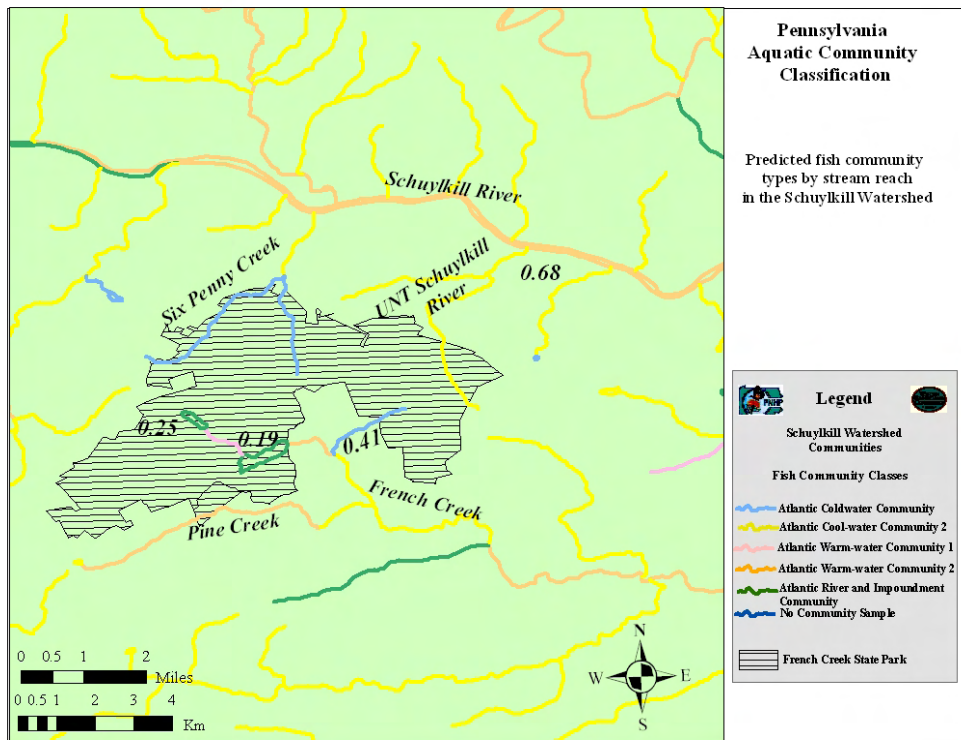 Pennsylvania
Aquatic Community
Classification
Predicted fish community
types by stream reach
in the Schuylkill Watershed
Schuylkill River
Six Penny Creek
UNT Schuylkill
River
0.68
0.25
0.19
0.41
French Creek
Pine Creek
0 0.5 1 2
Miles
0 0.5 1 2 3 4
Km
N
W E
S
PNHP
Legend
Schuylkill Watershed
Communities
Fish Community Classes
Atlantic Coldwater Community
Atlantic Cool-water Community 2
Atlantic Warm-water Community 1
Atlantic Warm-water Community 2
Atlantic River and Impoundment
Community
No Community Sample
French Creek State Park